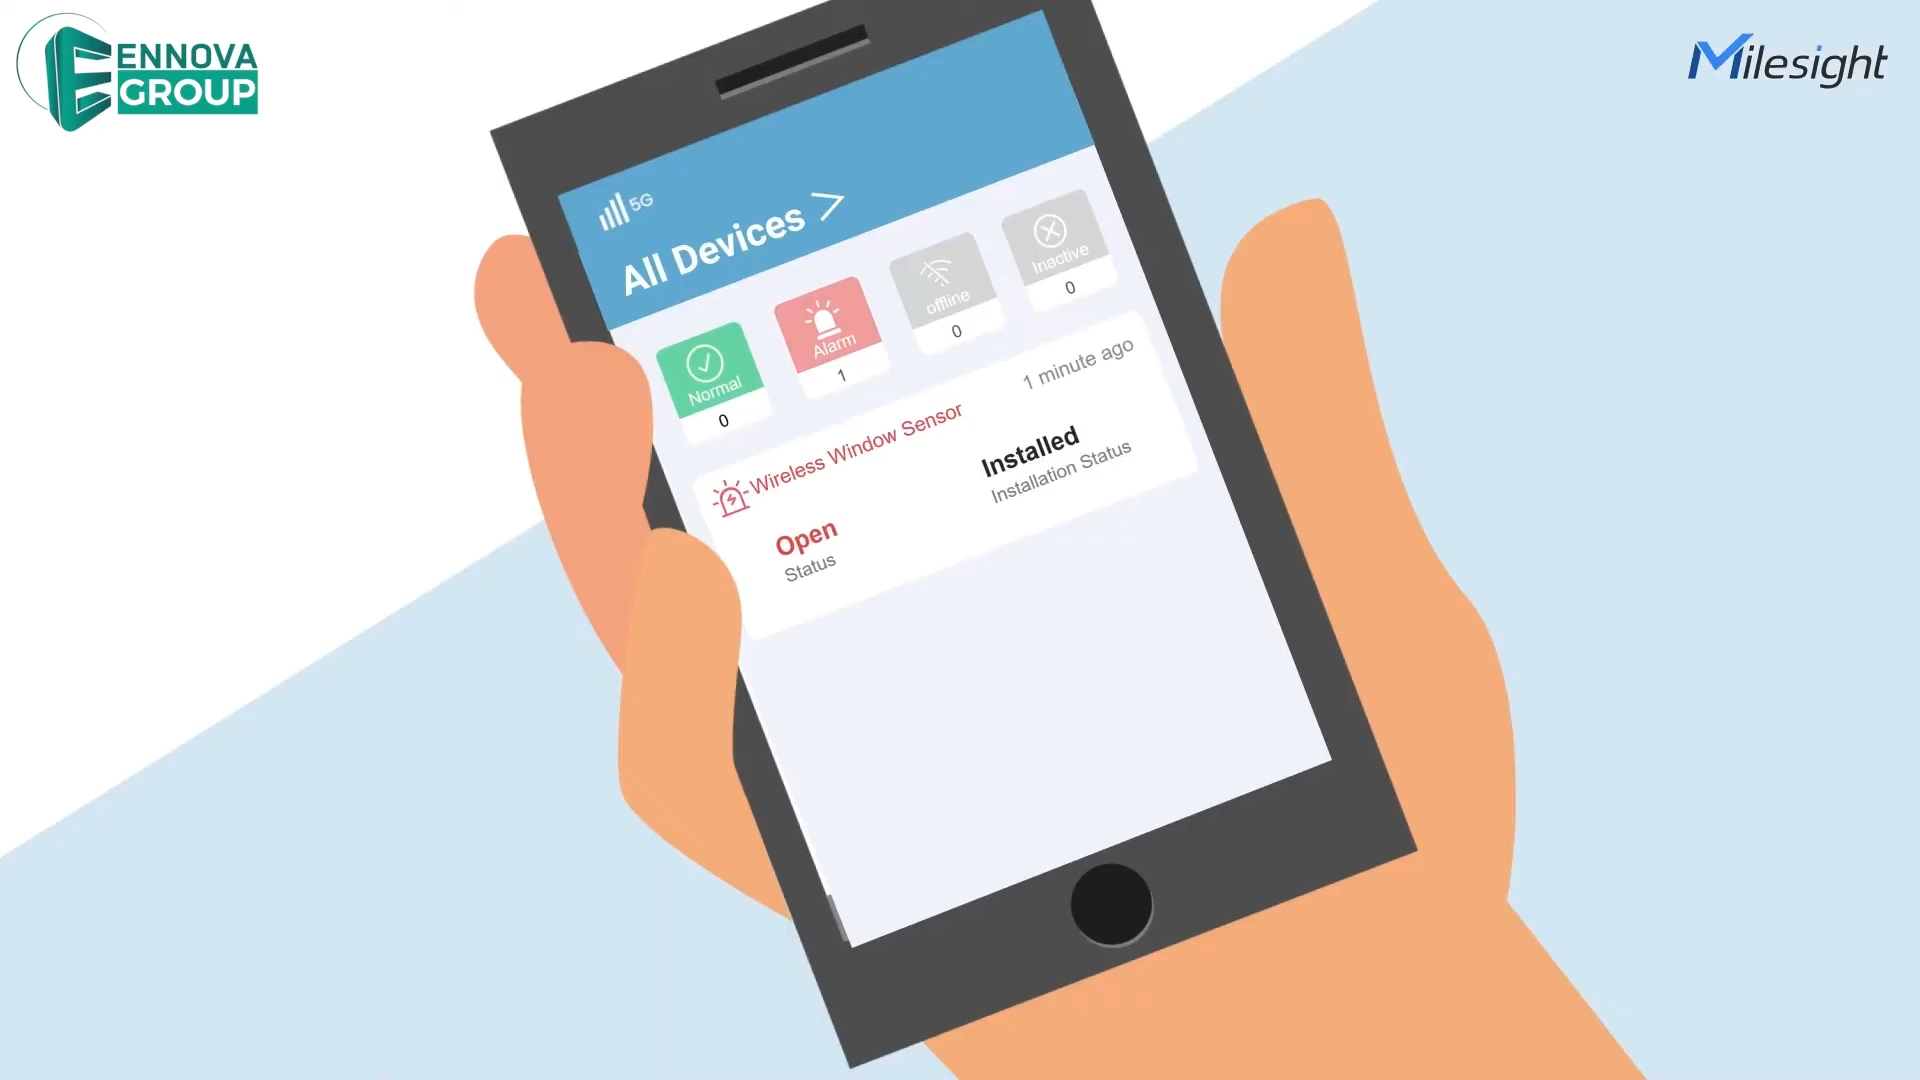 ENNOVA
GROUP
Milesight
5G
All Devices >
Normal
0
Alarm
1
offline
0
Inactive
0
Wireless Window Sensor
1 minute ago
Open
Status
Installed
Installation Status